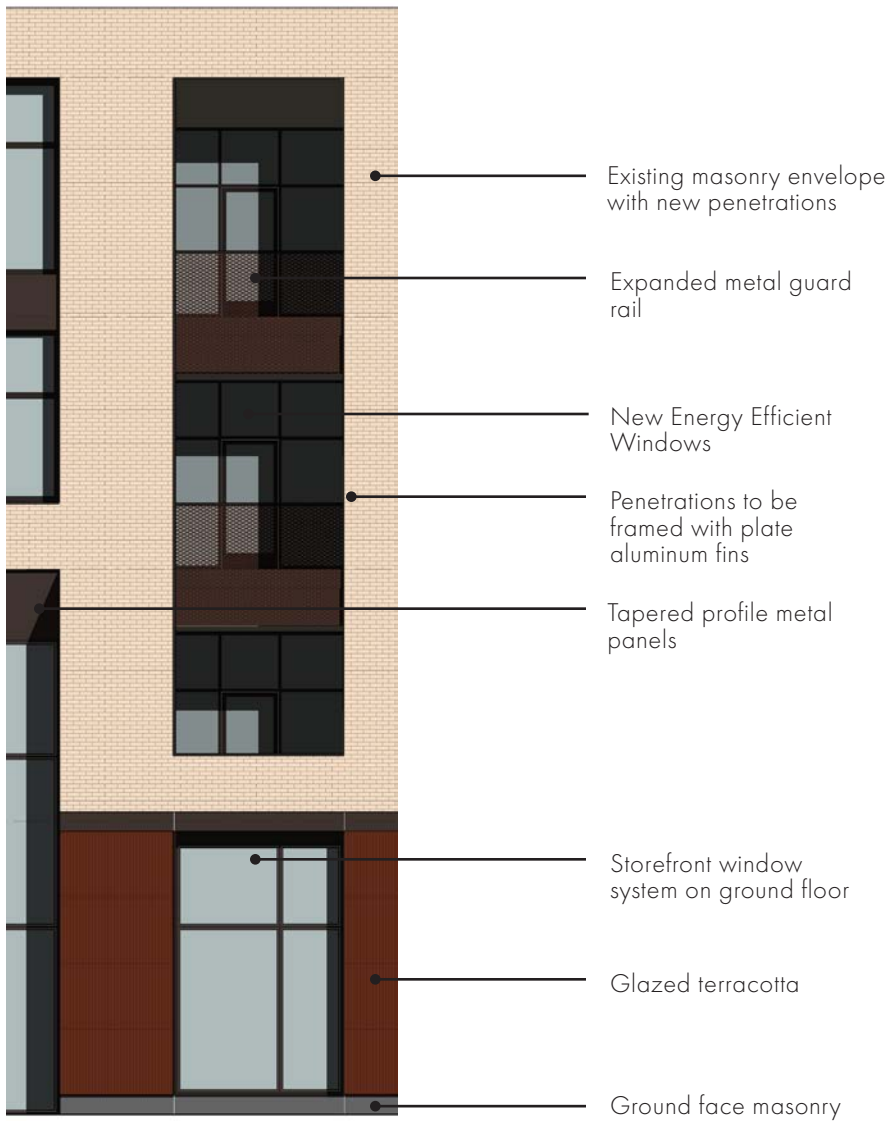 Existing masonry envelope
with new penetrations
Expanded metal guard
rail
New Energy Efficient
Windows
Penetrations to be
framed with plate
aluminum fins
Tapered profile metal
panels
Storefront window
system on ground floor
Glazed terracotta
Ground face masonry